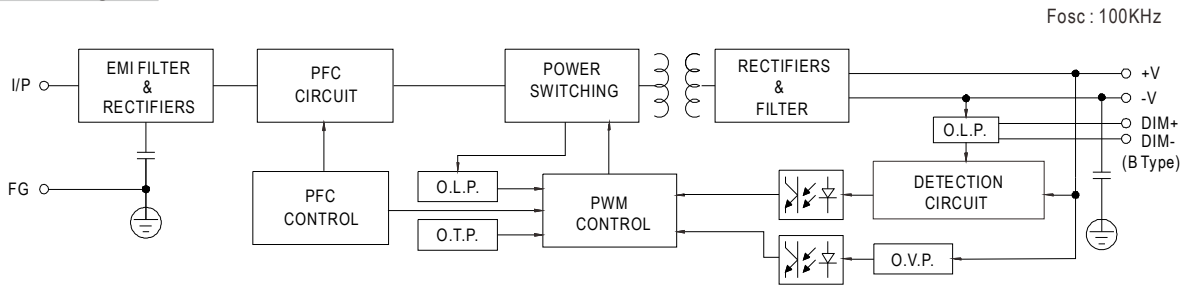 Fosc : 100KHz
I/P
EMI FILTER
&
RECTIFIERS
PFC
CIRCUIT
POWER
SWITCHING
RECTIFIERS
&
FILTER
+V
-V
DIM+
DIM-
(B Type)
O.L.P.
FG
PFC
CONTROL
O.L.P.
O.T.P.
PWM
CONTROL
DETECTION
CIRCUIT
O.V.P.